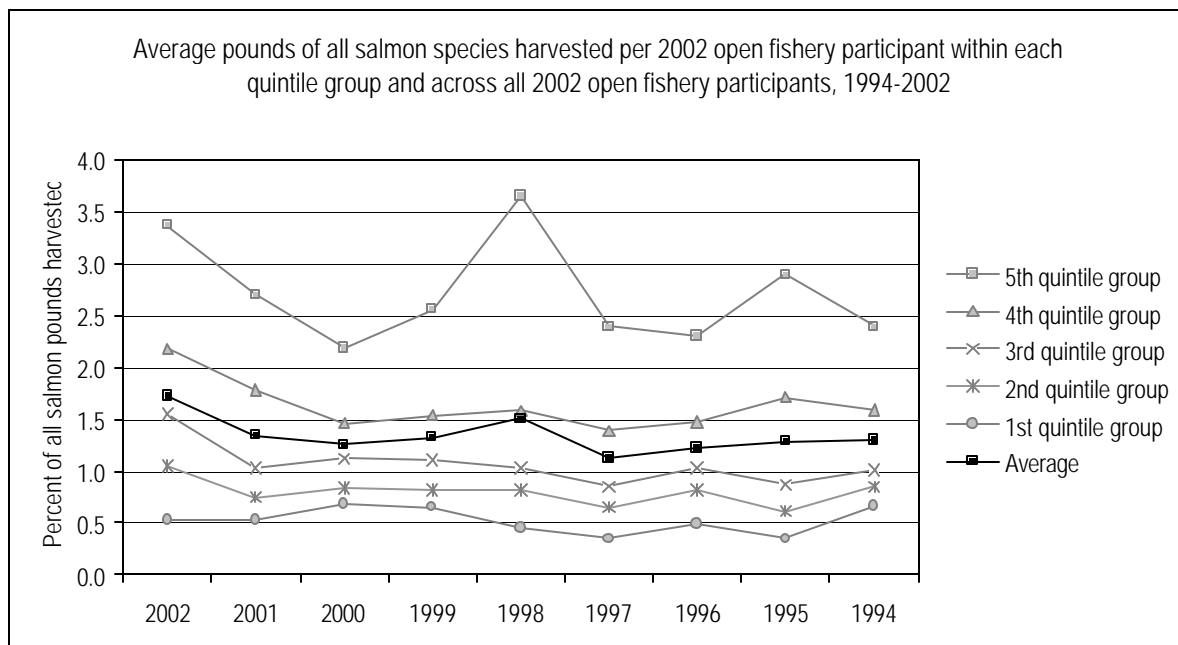 Average pounds of all salmon species harvested per 2002 open fishery participant within each
quintile group and across all 2002 open fishery participants, 1994-2002
Percent of all salmon pounds harvestec
4.0
3.5
3.0
2.5
2.0
1.5
1.0
0.5
0.0
2002 2001 2000 1999 1998 1997 1996 1995 1994
5th quintile group
4th quintile group
3rd quintile group
2nd quintile group
1st quintile group
Average